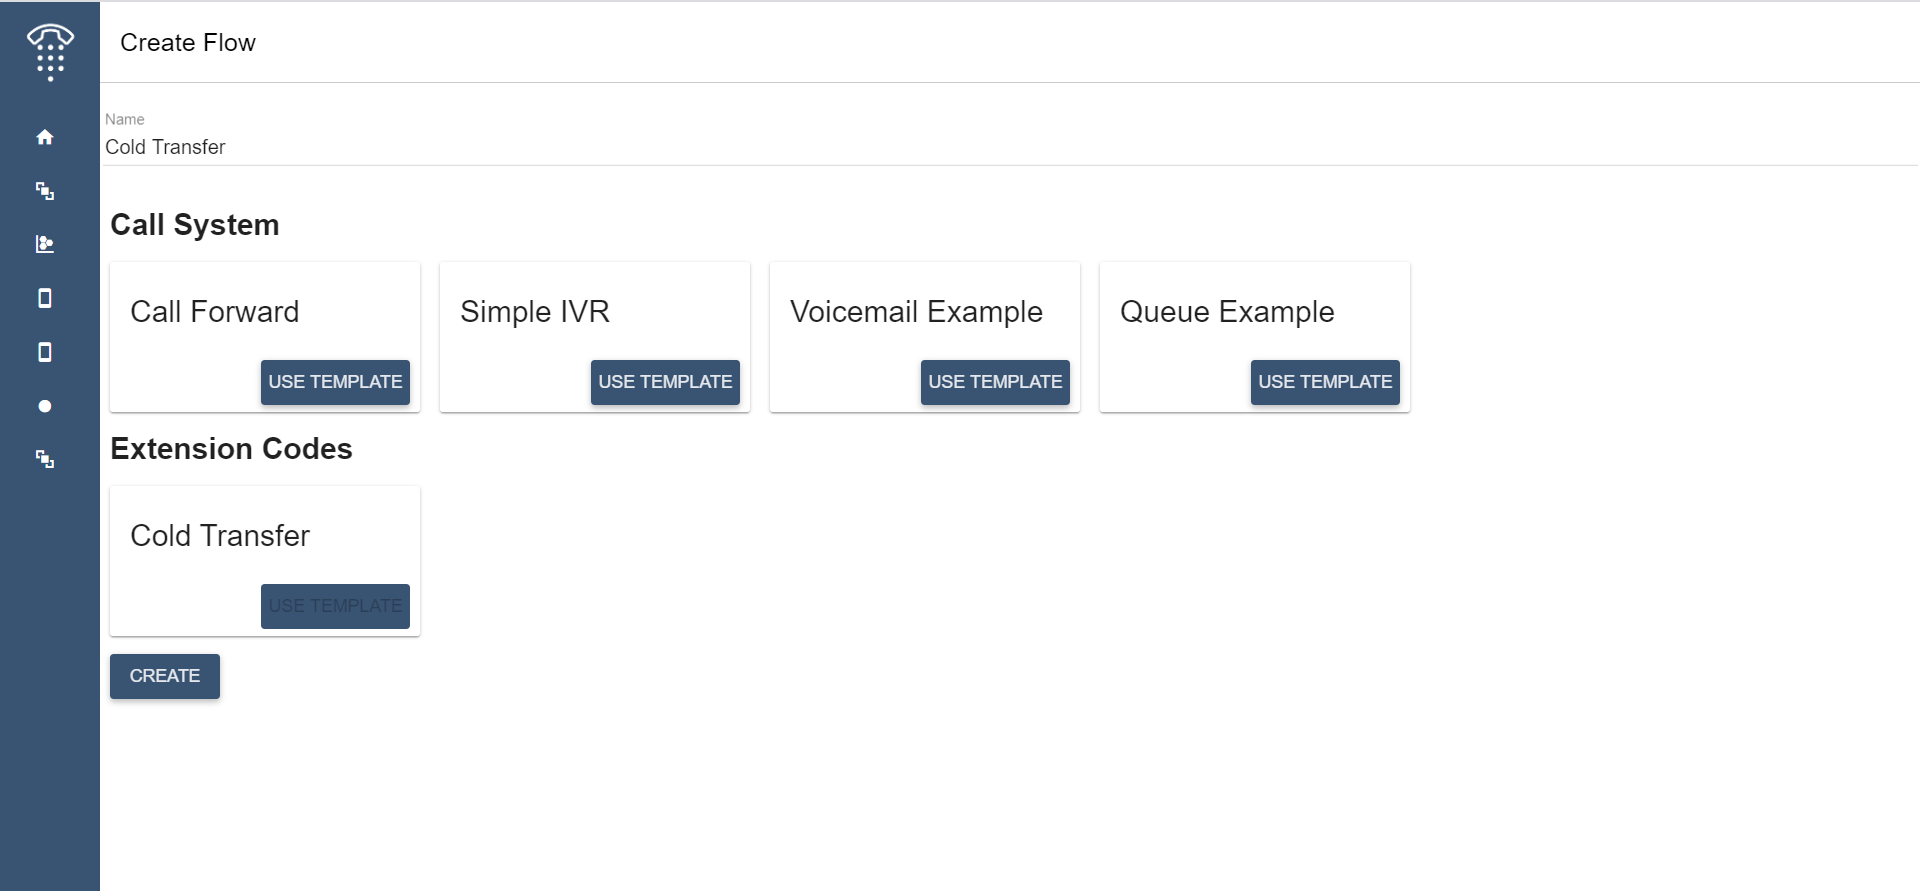 Create Flow
Name
Cold Transfer
Call System
Call Forward
USE TEMPLATE
Simple IVR
USE TEMPLATE
Voicemail Example
USE TEMPLATE
Queue Example
USE TEMPLATE
Extension Codes
Cold Transfer
USE TEMPLATE
CREATE